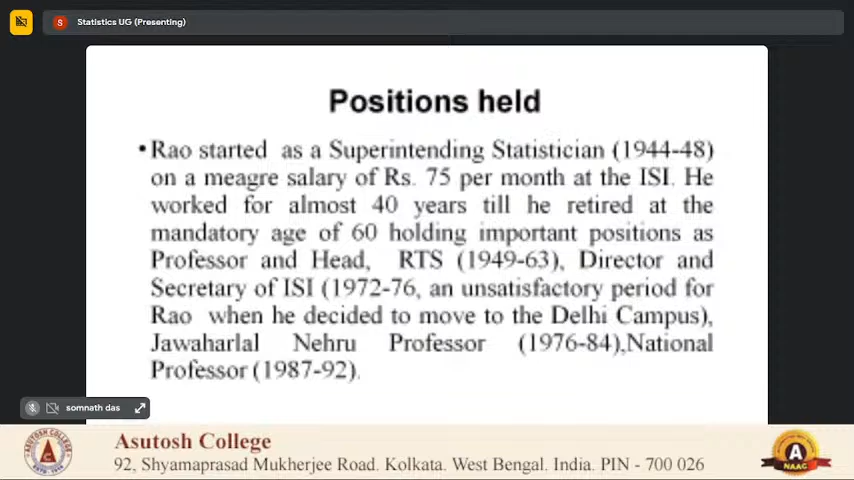 Statistics UG (Presenting)
Positions held
•Rao started as a Superintending Statistician (1944-48)
on a meagre salary of Rs. 75 per month at the ISI. He
worked for almost 40 years till he retired at the
mandatory age of 60 holding important positions as
Professor and Head, RTS (1949-63), Director and
Secretary of ISI (1972-76, an unsatisfactory period for
Rao when he decided to move to the Delhi Campus),
Jawaharlal Nehru Professor (1976-84),National
Professor (1987-92).
somnath das
Asutosh College
92, Shyamaprasad Mukherjee Road. Kolkata. West Bengal. India. PIN - 700 026
S
ASUTOSH COLLEGE
A
NAAC